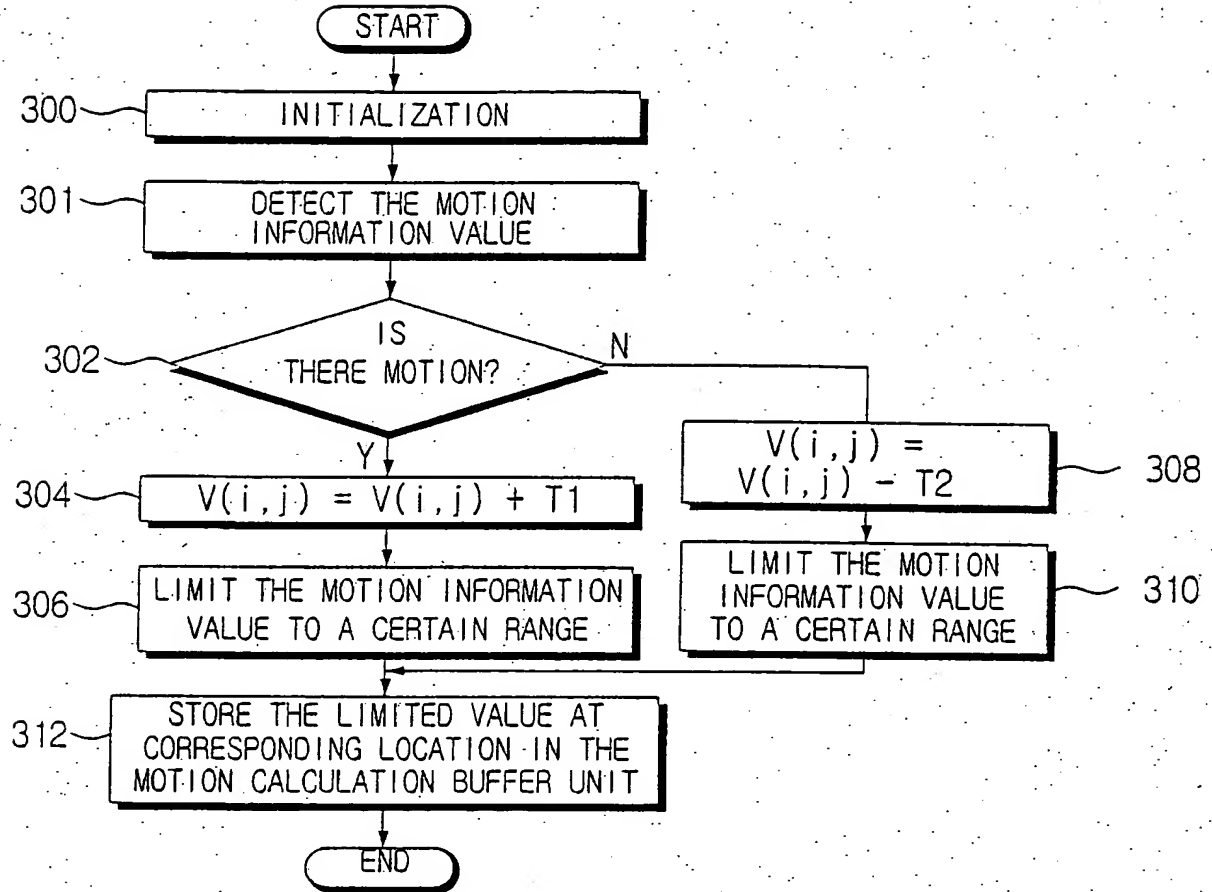 START
300
INITIALIZATION
301
DETECT THE MOTION
INFORMATION VALUE
302
IS
THERE MOTION?
N
Y
304
V(i,j) = V(i,j) + T1
V(i,j) =
V(i,j) - T2
308
306
LIMIT THE MOTION INFORMATION
VALUE TO A CERTAIN RANGE
LIMIT THE MOTION
INFORMATION VALUE
TO A CERTAIN RANGE
310
312
STORE THE LIMITED VALUE AT
CORRESPONDING LOCATION IN THE
MOTION CALCULATION BUFFER UNIT
END